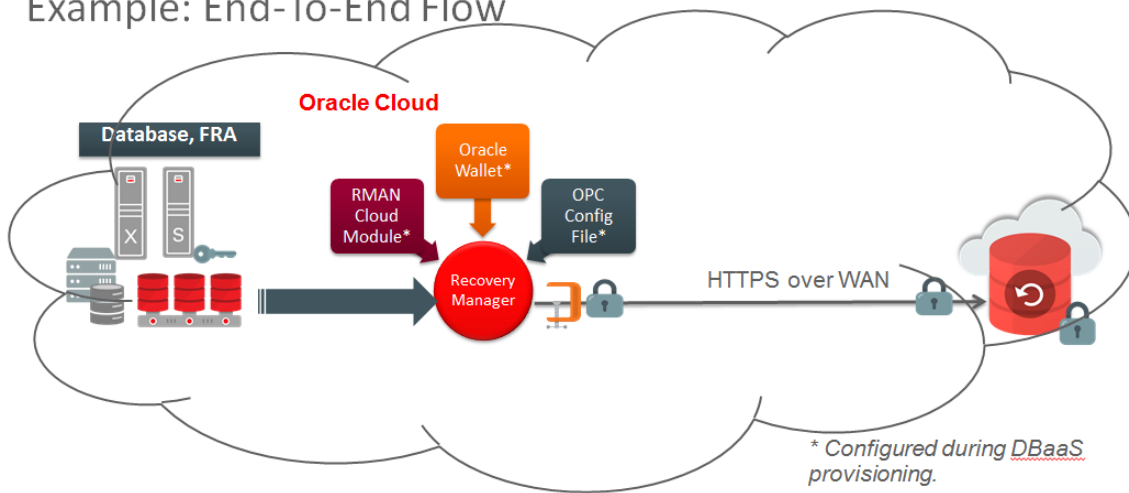 Example: End-To-End Flow
Oracle Cloud
Database, FRA
Oracle
Wallet*
RMAN
Cloud
Module*
OPC
Config
File*
X
S
Recovery
Manager
HTTPS over WAN
* Configured during DBaaS
provisioning.